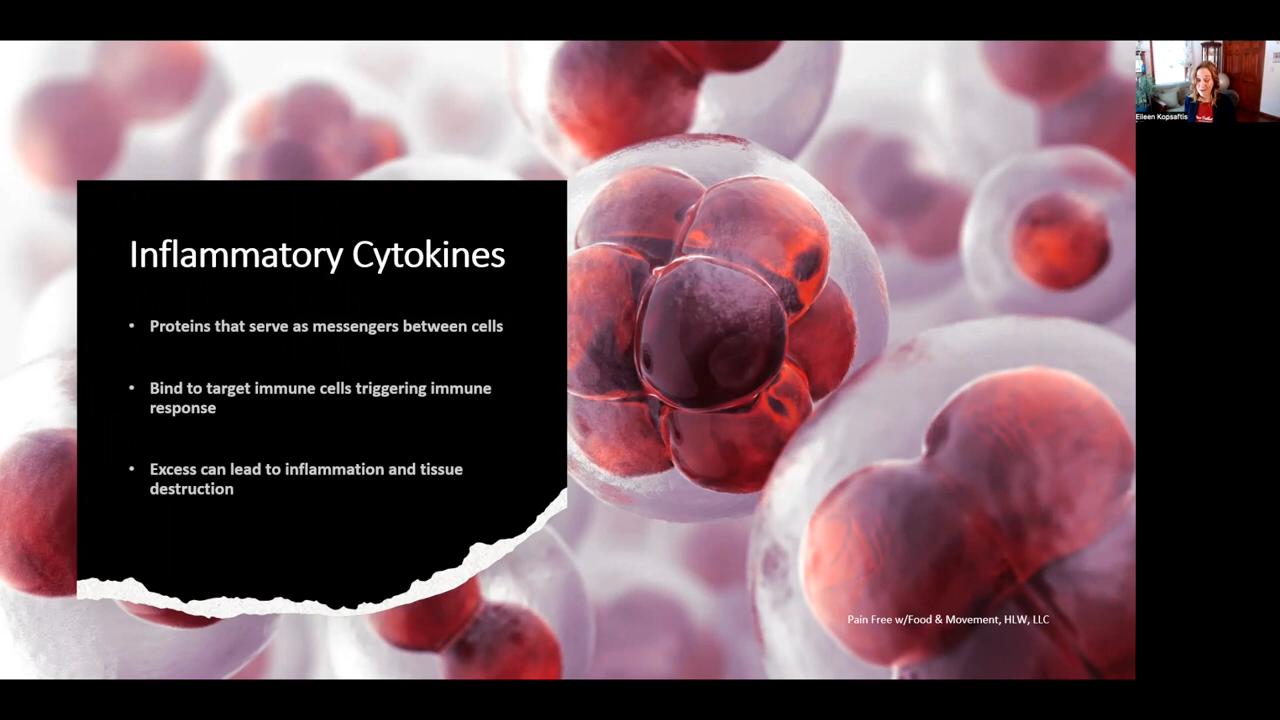 Inflammatory Cytokines
• Proteins that serve as messengers between cells
• Bind to target immune cells triggering immune
response
• Excess can lead to inflammation and tissue
destruction
Pain Free w/Food & Movement, HLW, LLC
Eileen Kopsaftis